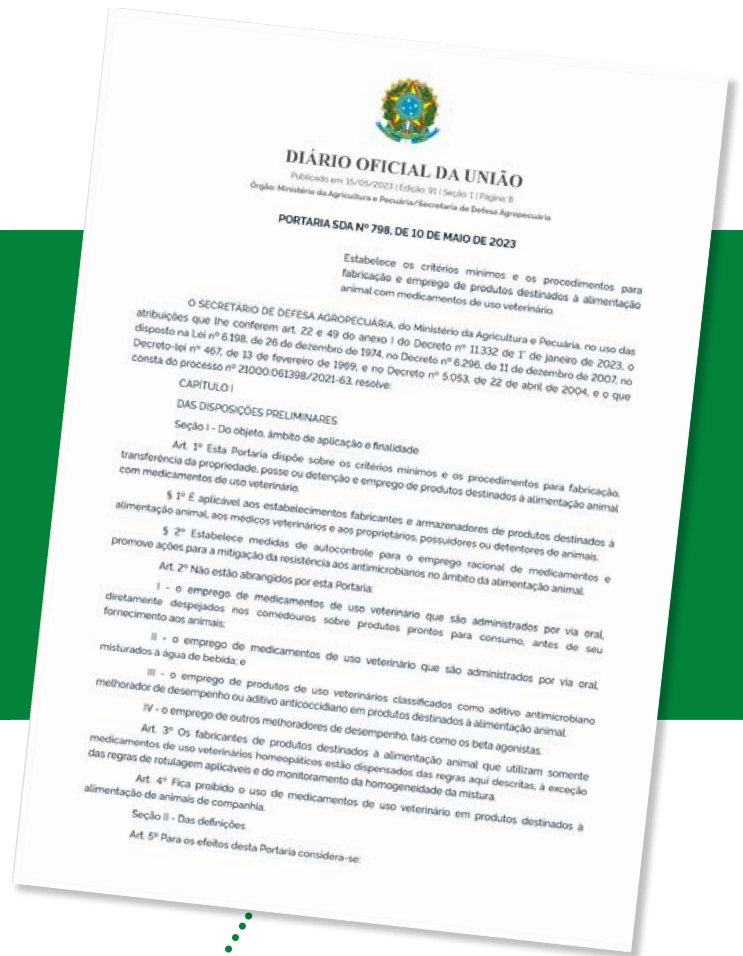 DIÁRIO OFICIAL DA UNIÃO
Publicado em: 15/05/2023 | Edição: 91 | Seção: 1 | Página: 8
Órgão: Ministério da Agricultura e Pecuária/Secretaria de Defesa Agropecuária
PORTARIA SDA Nº 798, DE 10 DE MAIO DE 2023
Estabelece os critérios mínimos e os procedimentos para
fabricação e emprego de produtos destinados à alimentação
animal com medicamentos de uso veterinário.
O SECRETÁRIO DE DEFESA AGROPECUÁRIA, do Ministério da Agricultura e Pecuária, no uso das
atribuições que lhe conferem art. 22 e 49 do anexo I do Decreto nº 11.332 de 1º de janeiro de 2023, o
disposto na Lei nº 6.198, de 26 de dezembro de 1974, no Decreto nº 6.296, de 11 de dezembro de 2007, no
Decreto-lei nº 467, de 13 de fevereiro de 1969, e no Decreto nº 5.053, de 22 de abril de 2004, e o que
consta do processo nº 21000.061398/2021-63, resolve:
CAPÍTULO I
DAS DISPOSIÇÕES PRELIMINARES
Seção I - Do objeto, âmbito de aplicação e finalidade
Art. 1º Esta Portaria dispõe sobre os critérios mínimos e os procedimentos para fabricação,
transferência da propriedade, posse ou detenção e emprego de produtos destinados à alimentação animal
com medicamentos de uso veterinário.
§ 1º É aplicável aos estabelecimentos fabricantes e armazenadores de produtos destinados à
alimentação animal, aos médicos veterinários e aos proprietários, possuidores ou detentores de animais.
§ 2º Estabelece medidas de autocontrole para o emprego racional de medicamentos e
promove ações para a mitigação da resistência aos antimicrobianos no âmbito da alimentação animal.
Art. 2º Não estão abrangidos por esta Portaria:
I - o emprego de medicamentos de uso veterinário que são administrados por via oral,
diretamente despejados nos comedouros sobre produtos prontos para consumo, antes de seu
fornecimento aos animais;
II - o emprego de medicamentos de uso veterinário que são administrados por via oral,
misturados à água de bebida; e
III - o emprego de produtos de uso veterinários classificados como aditivo antimicrobiano
melhorador de desempenho ou aditivo anticoccidiano em produtos destinados à alimentação animal.
IV - o emprego de outros melhoradores de desempenho, tais como os beta agonistas.
Art. 3º Os fabricantes de produtos destinados à alimentação animal que utilizam somente
medicamentos de uso veterinários homeopáticos estão dispensados das regras aqui descritas, à exceção
das regras de rotulagem aplicáveis e do monitoramento da homogeneidade da mistura.
Art. 4º Fica proibido o uso de medicamentos de uso veterinário em produtos destinados à
alimentação de animais de companhia.
Seção II - Das definições
Art. 5º Para os efeitos desta Portaria considera-se: